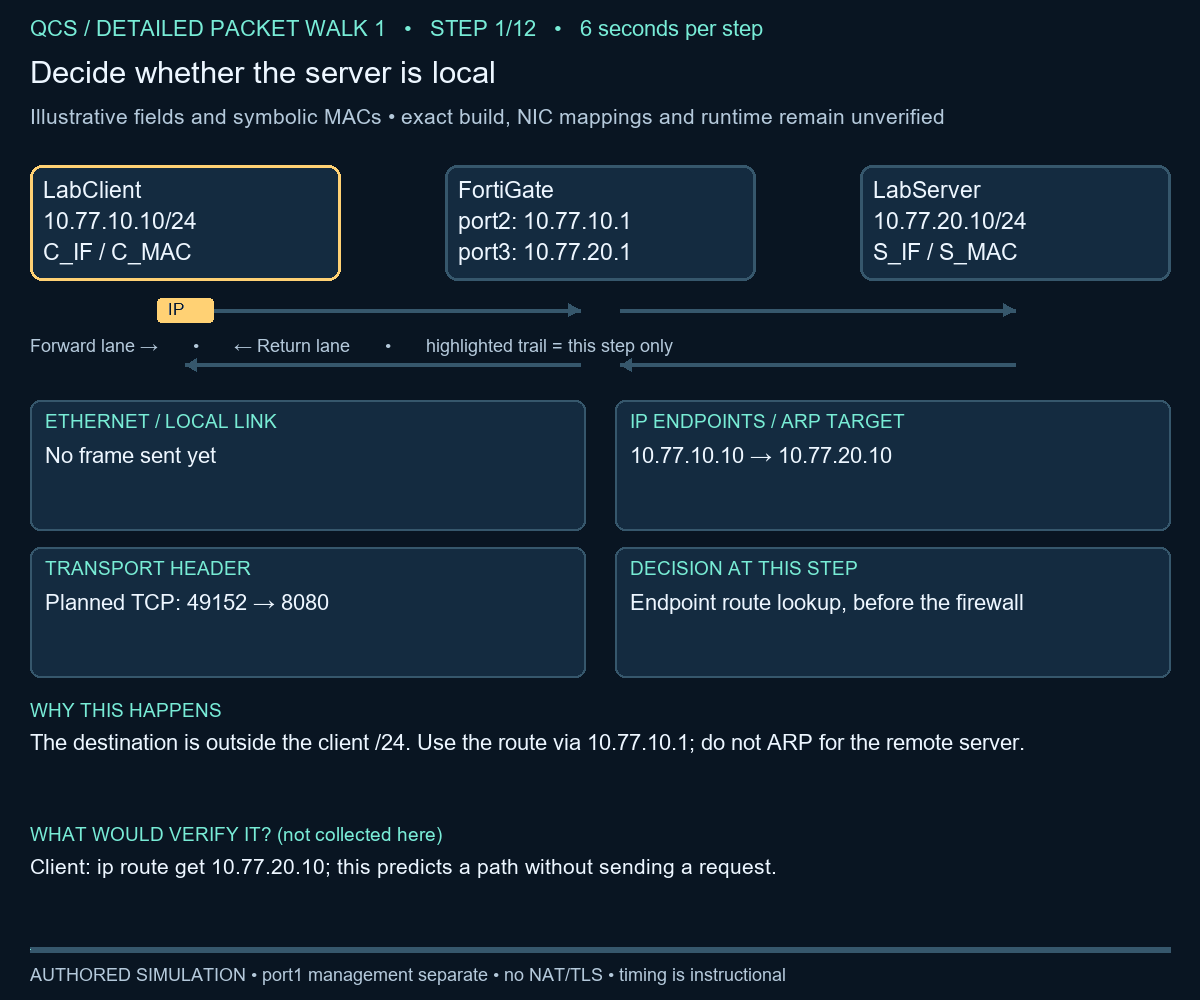 QCS / DETAILED PACKET WALK 1 • STEP 1/12 • 6 seconds per step
Decide whether the server is local
Illustrative fields and symbolic MACs • exact build, NIC mappings and runtime remain unverified
LabClient
10.77.10.10/24
C_IF / C_MAC
FortiGate
port2: 10.77.10.1
port3: 10.77.20.1
LabServer
10.77.20.10/24
S_IF / S_MAC
IP
Forward lane → • ← Return lane • highlighted trail = this step only
ETHERNET / LOCAL LINK
No frame sent yet
IP ENDPOINTS / ARP TARGET
10.77.10.10 → 10.77.20.10
TRANSPORT HEADER
Planned TCP: 49152 → 8080
DECISION AT THIS STEP
Endpoint route lookup, before the firewall
WHY THIS HAPPENS
The destination is outside the client /24. Use the route via 10.77.10.1; do not ARP for the remote server.
WHAT WOULD VERIFY IT? (not collected here)
Client: ip route get 10.77.20.10; this predicts a path without sending a request.
AUTHORED SIMULATION • port1 management separate • no NAT/TLS • timing is instructional